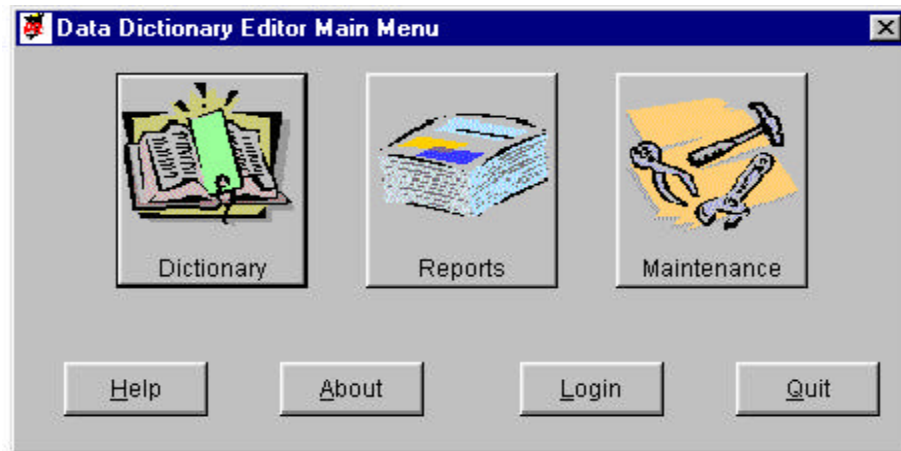 Data Dictionary Editor Main Menu
Dictionary Reports Maintenance
Help About Login Quit